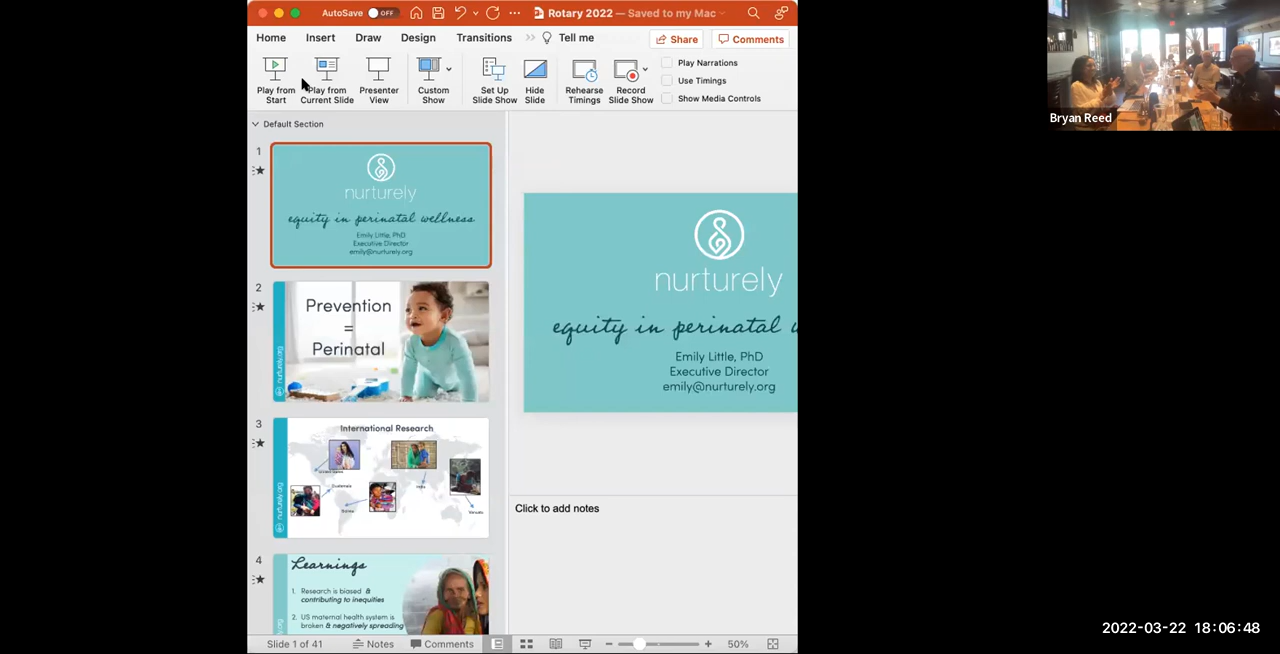 AutoSave OFF
Rotary 2022 — Saved to my Mac
Home Insert Draw Design Transitions Tell me Share Comments
Play from Start
Play from Current Slide
Presenter View
Custom Show
Set Up Slide Show
Hide Slide
Rehearse Timings
Record Slide Show
Play Narrations
Use Timings
Show Media Controls
Default Section
1
nurturely
equity in perinatal wellness
Emily Little, PhD
Executive Director
emily@nurturely.org
2
Prevention
=
Perinatal
nurturely.org
3
International Research
Guatemala
nurturely.org
4
Learnings
1. Research is biased &
contributing to inequities
2. US maternal health system is
broken & negatively spreading
nurturely
equity in perinatal w
Emily Little, PhD
Executive Director
emily@nurturely.org
Click to add notes
Slide 1 of 41 Notes Comments 50%
Bryan Reed
2022-03-22 18:06:48